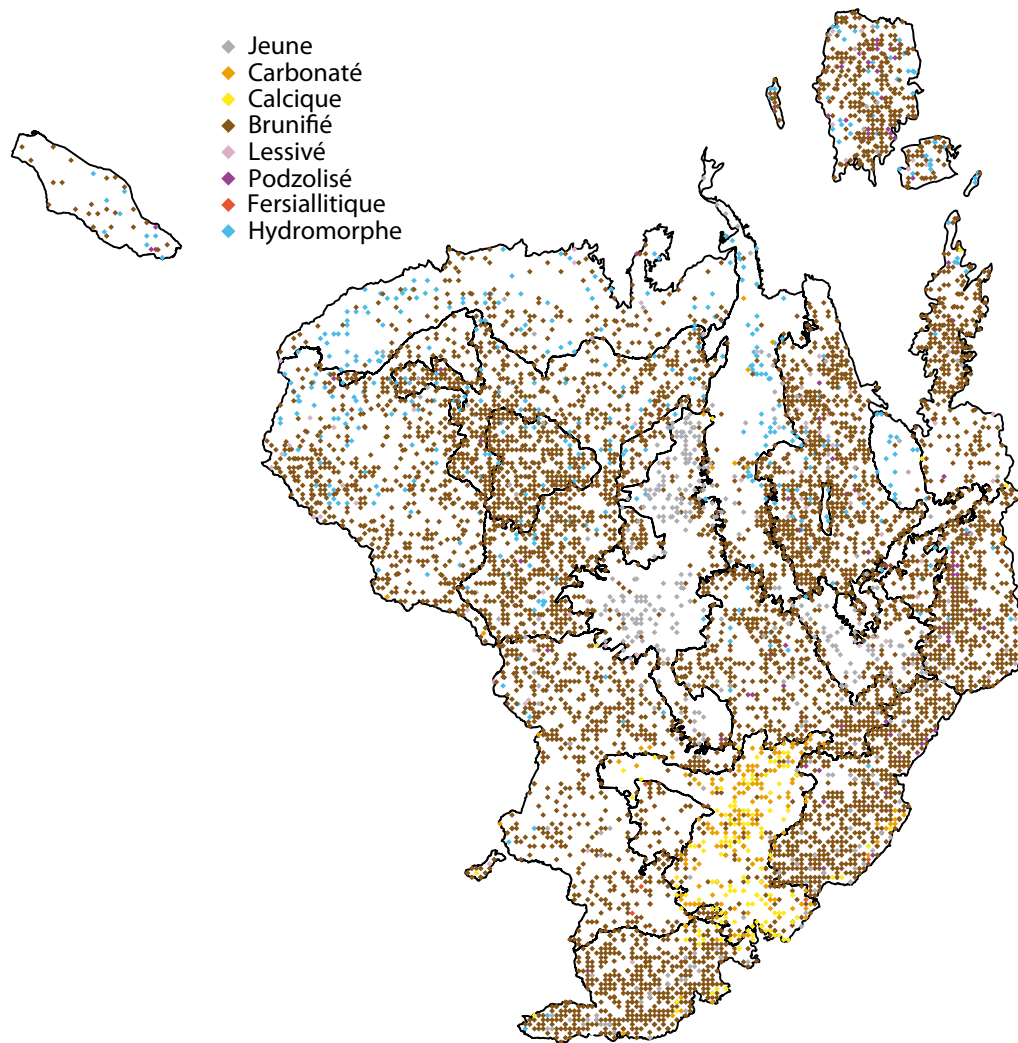 Jeune
Carbonaté
Calcique
Brunifié
Lessivé
Podzolisé
Fersiallitique
Hydromorphe